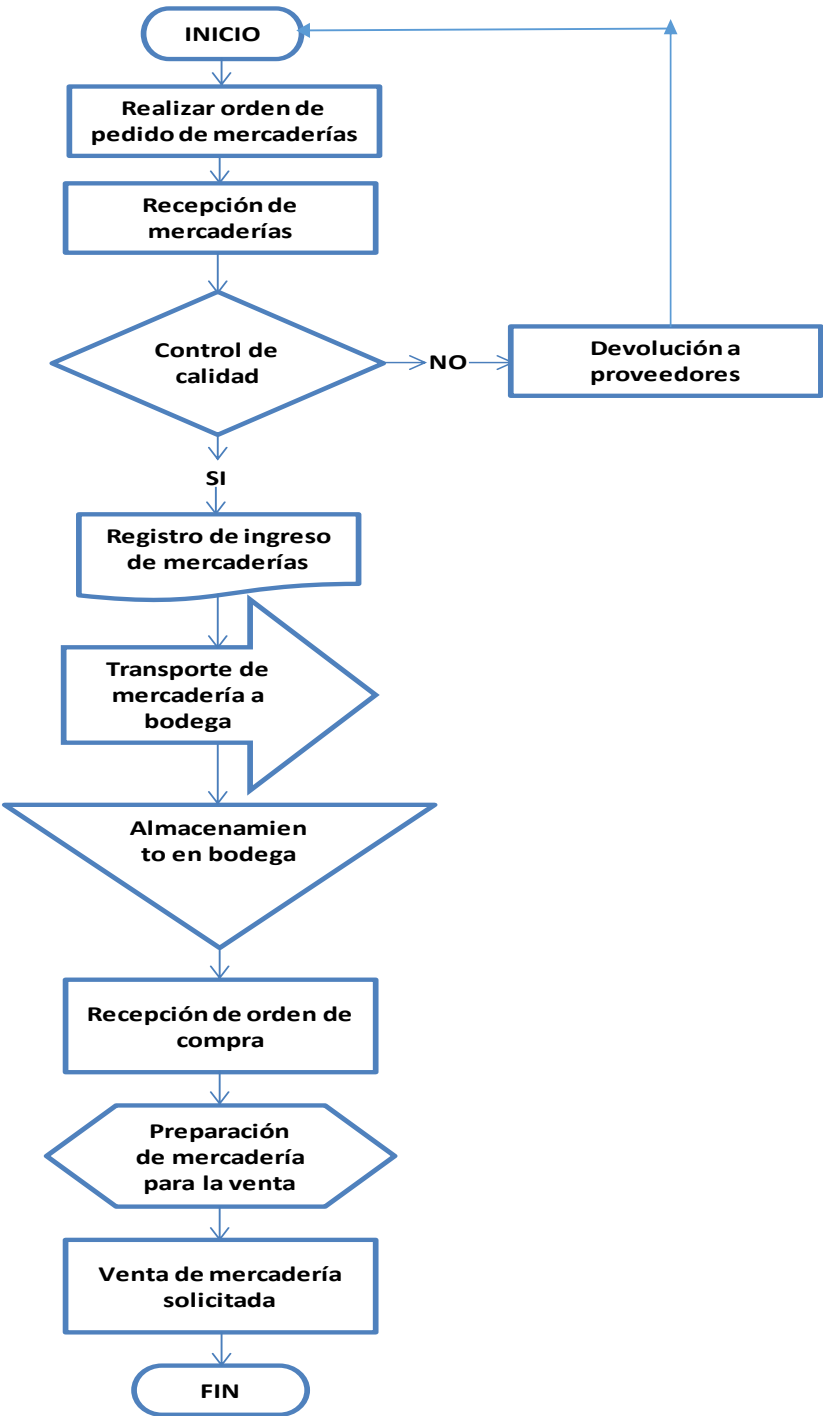 INICIO
Realizar orden de
pedido de mercaderías
Recepción de
mercaderías
Control de
calidad
NO
Devolución a
proveedores
SI
Registro de ingreso
de mercaderías
Transporte de
mercadería a
bodega
Almacenamien
to en bodega
Recepción de orden de
compra
Preparación
de mercadería
para la venta
Venta de mercadería
solicitada
FIN